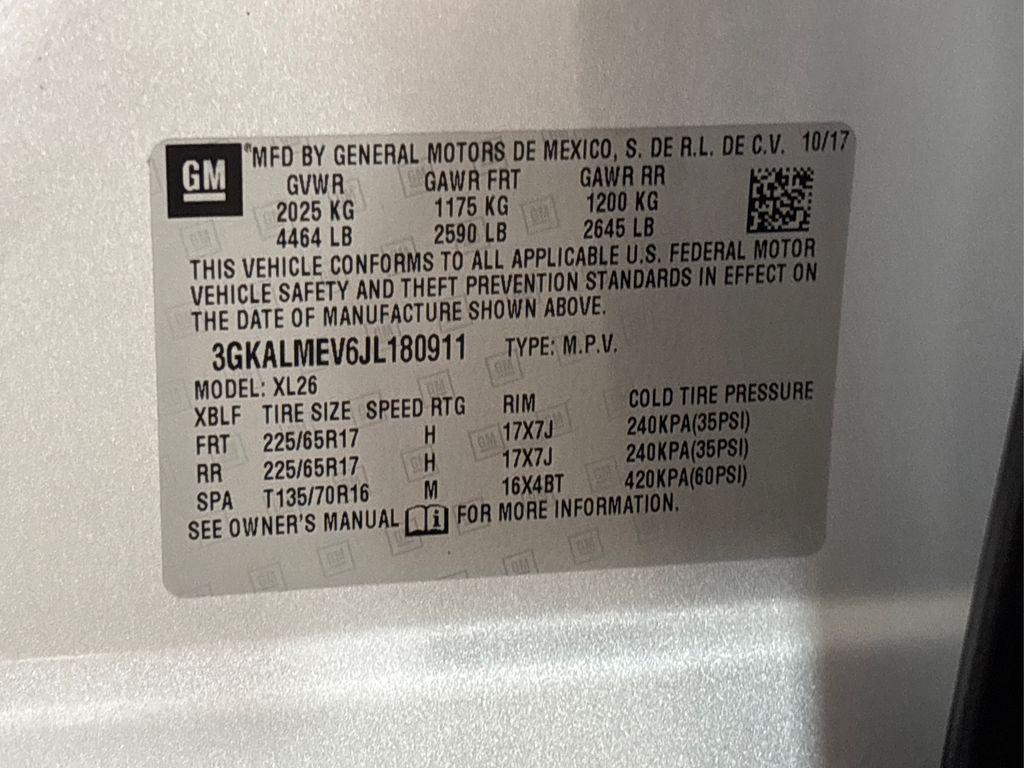 GM ®MFD BY GENERAL MOTORS DE MEXICO, S. DE R.L. DE C.V. 10/17
GVWR GAWR FRT GAWR RR
2025 KG 1175 KG 1200 KG
4464 LB 2590 LB 2645 LB
THIS VEHICLE CONFORMS TO ALL APPLICABLE U.S. FEDERAL MOTOR
VEHICLE SAFETY AND THEFT PREVENTION STANDARDS IN EFFECT ON
THE DATE OF MANUFACTURE SHOWN ABOVE.
3GKALMEV6JL180911 TYPE: M.P.V.
MODEL: XL26
XBLF TIRE SIZE SPEED RTG RIM COLD TIRE PRESSURE
FRT 225/65R17 H 17X7J 240KPA(35PSI)
RR 225/65R17 H 17X7J 240KPA(35PSI)
SPA T135/70R16 M 16X4BT 420KPA(60PSI)
SEE OWNER'S MANUAL FOR MORE INFORMATION.